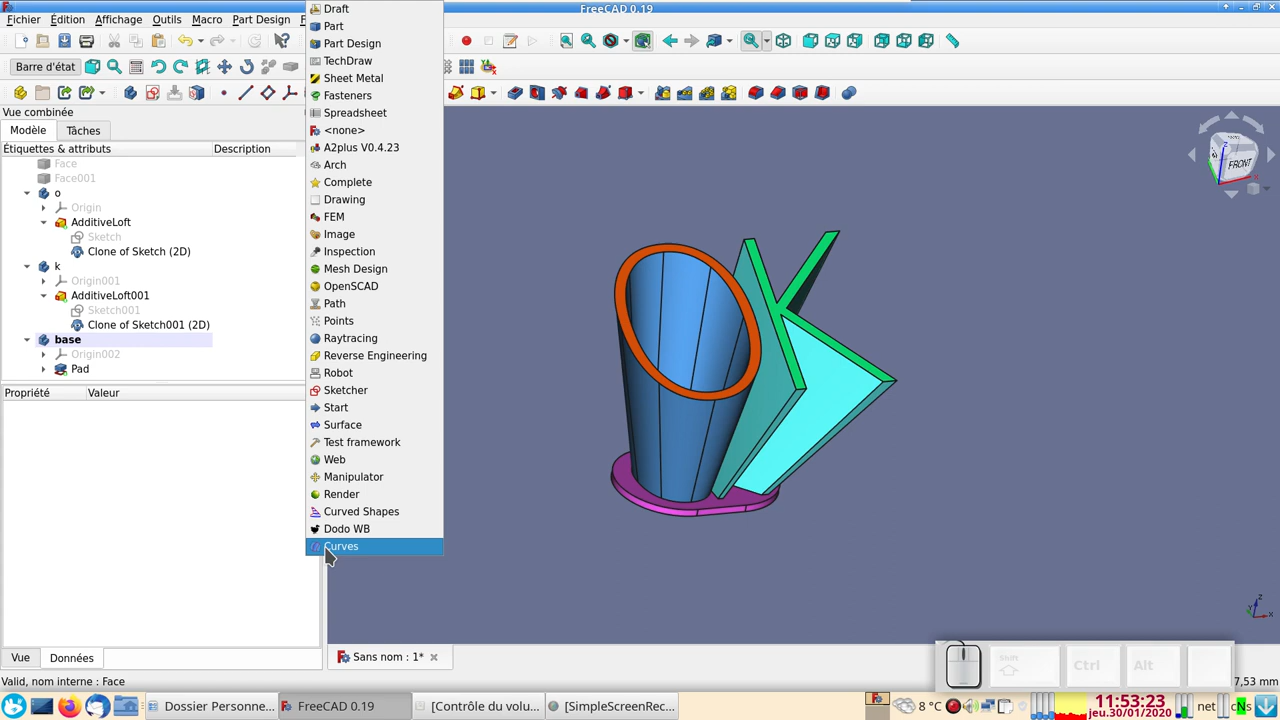 FreeCAD 0.19
Fichier Édition Affichage Outils Macro Part Design
Barre d'état
Vue combinée
Modèle Tâches
Étiquettes & attributs Description
Face
Face001
o
Origin
AdditiveLoft
Sketch
Clone of Sketch (2D)
k
Origin001
AdditiveLoft001
Sketch001
Clone of Sketch001 (2D)
base
Origin002
Pad
Propriété Valeur
Draft
Part
Part Design
TechDraw
Sheet Metal
Fasteners
Spreadsheet
<none>
A2plus V0.4.23
Arch
Complete
Drawing
FEM
Image
Inspection
Mesh Design
OpenSCAD
Path
Points
Raytracing
Reverse Engineering
Robot
Sketcher
Start
Surface
Test framework
Web
Manipulator
Render
Curved Shapes
Dodo WB
Curves
FRONT
Vue Données
Sans nom : 1*
Shift Ctrl Alt
Valid, nom interne : Face
7,53 mm
Dossier Personne...
FreeCAD 0.19
[Contrôle du volu...
[SimpleScreenRec...
8 °C
11:53:23
jeu.30/01/2020
net